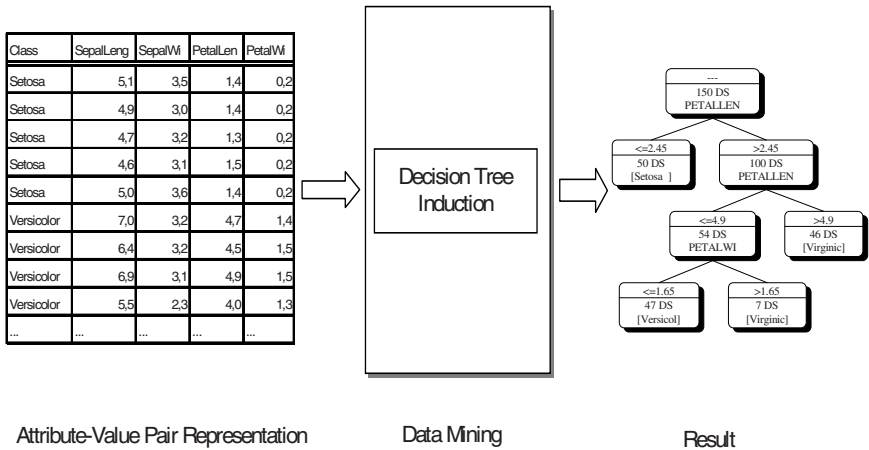 Class SepalLeng SepalWi PetalLen PetalWi
Setosa 5,1 3,5 1,4 0,2
Setosa 4,9 3,0 1,4 0,2
Setosa 4,7 3,2 1,3 0,2
Setosa 4,6 3,1 1,5 0,2
Setosa 5,0 3,6 1,4 0,2
Versicolor 7,0 3,2 4,7 1,4
Versicolor 6,4 3,2 4,5 1,5
Versicolor 6,9 3,1 4,9 1,5
Versicolor 5,5 2,3 4,0 1,3
... ... ... ... ...
Decision Tree
Induction
---
150 DS
PETALLEN
<=2.45
50 DS
[Setosa ]
>2.45
100 DS
PETALLEN
<=4.9
54 DS
PETALWI
>4.9
46 DS
[Virginic]
<=1.65
47 DS
[Versicol]
>1.65
7 DS
[Virginic]
Attribute-Value Pair Representation
Data Mining
Result